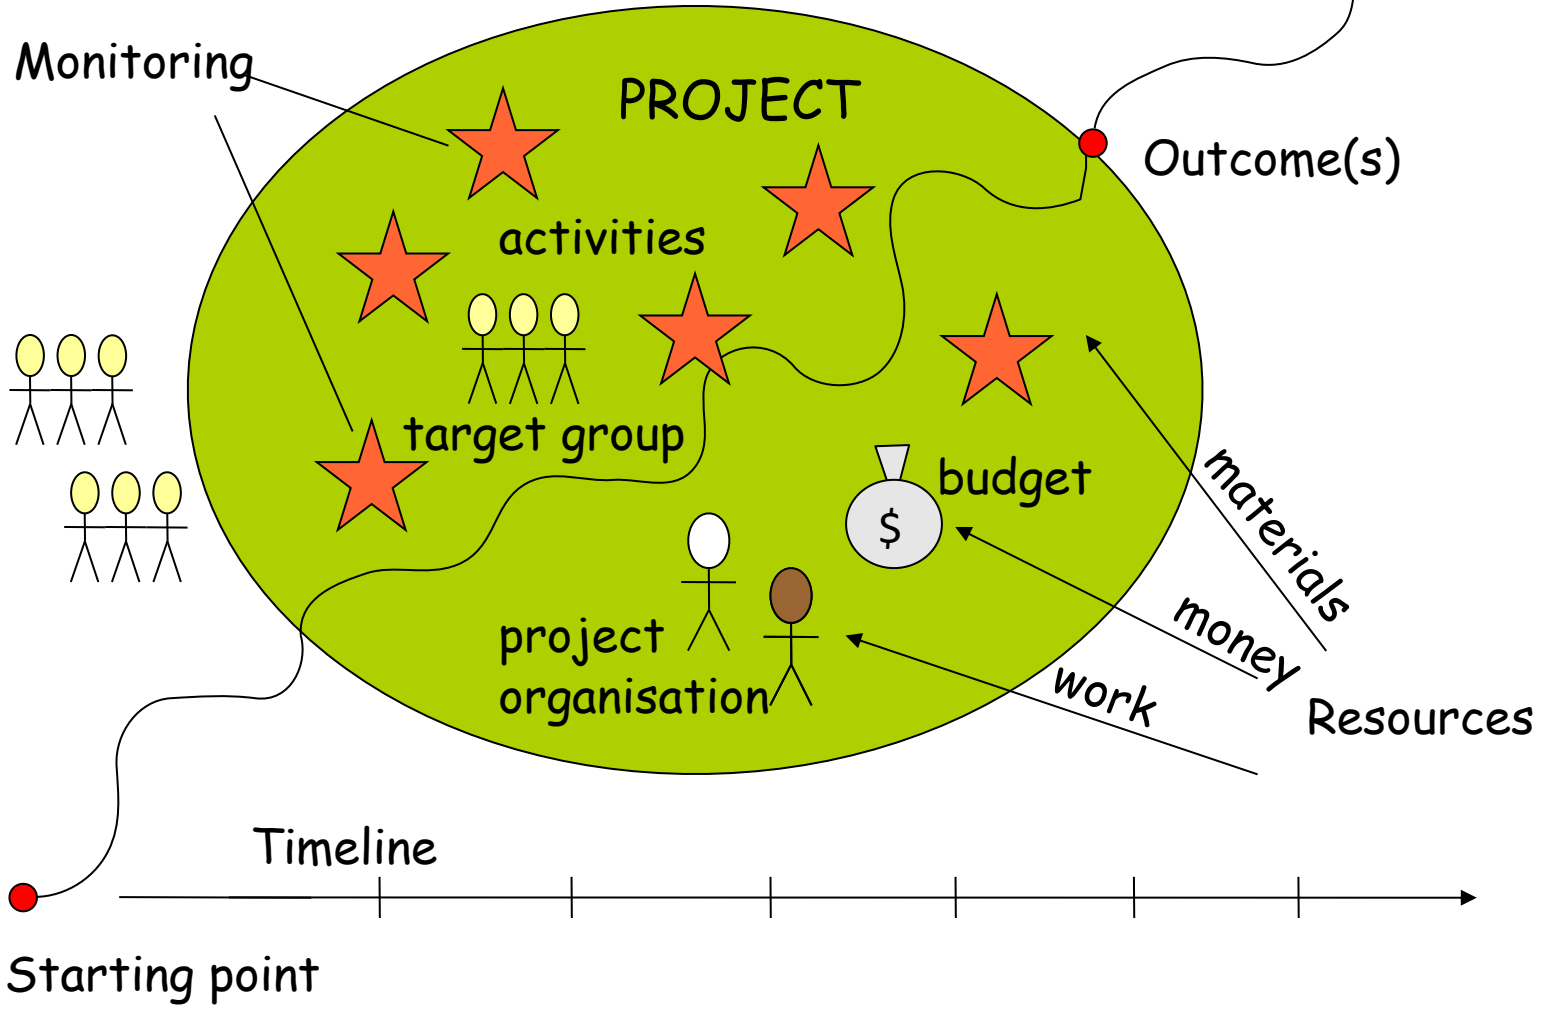 Monitoring
PROJECT
Outcome(s)
activities
target group
budget
$
materials
money
work
project
organisation
Resources
Timeline
Starting point